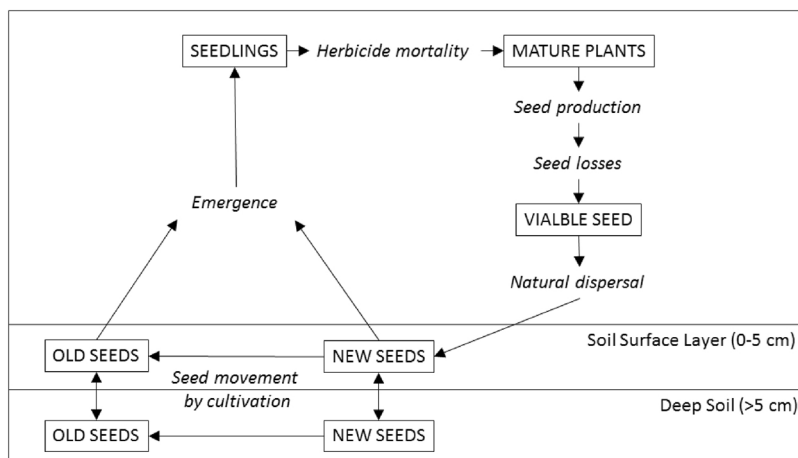 SEEDLINGS
Herbicide mortality
MATURE PLANTS
Seed production
Seed losses
Emergence
VIALBLE SEED
Natural dispersal
Soil Surface Layer (0-5 cm)
OLD SEEDS
NEW SEEDS
Seed movement
by cultivation
Deep Soil (>5 cm)
OLD SEEDS
NEW SEEDS